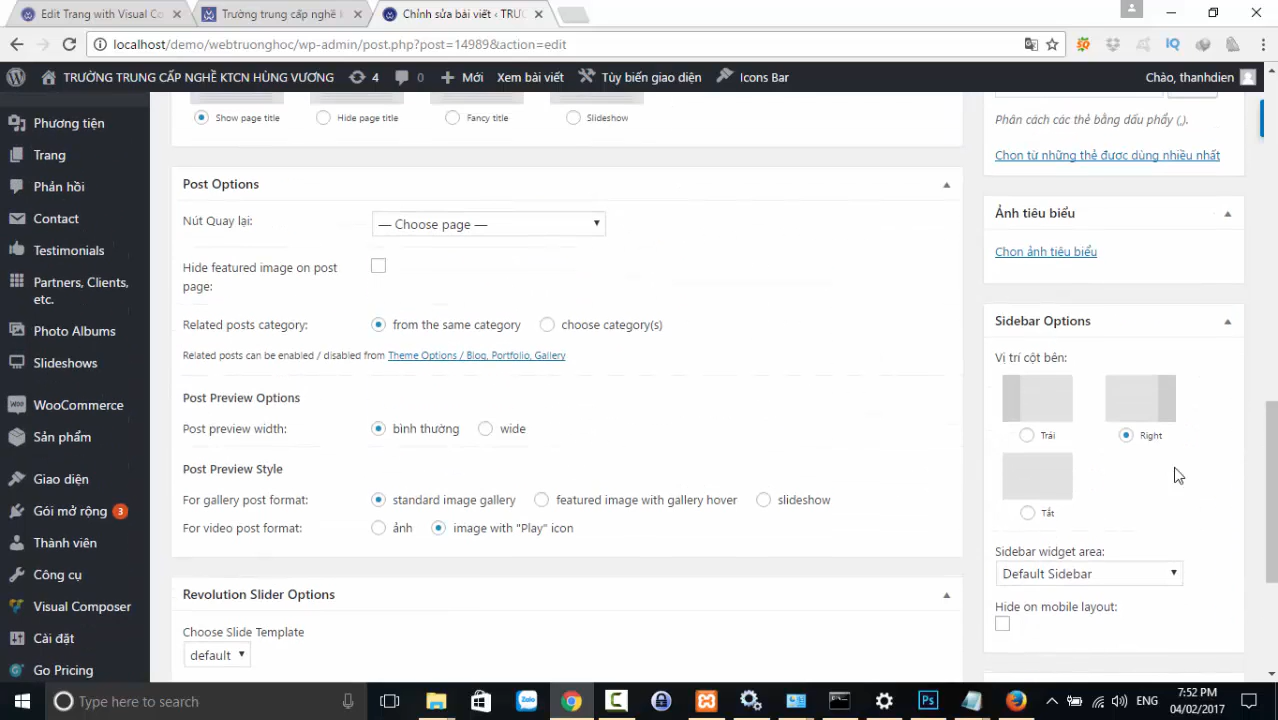 Edit Trang with Visual Co
Trường trung cấp nghề k
Chỉnh sửa bài viết ‹ TRƯ
localhost/demo/webtruonghoc/wp-admin/post.php?post=14989&action=edit
TRƯỜNG TRUNG CẤP NGHỀ KTCN HÙNG VƯƠNG
4
0
Mới
Xem bài viết
Tùy biến giao diện
Icons Bar
Chào, thanhdien
Phương tiện
Trang
Phản hồi
Contact
Testimonials
Partners, Clients,
etc.
Photo Albums
Slideshows
WooCommerce
Sản phẩm
Giao diện
Gói mở rộng 3
Thành viên
Công cụ
Visual Composer
Cài đặt
Go Pricing
Show page title
Hide page title
Fancy title
Slideshow
Post Options
Nút Quay lại:
— Choose page —
Hide featured image on post
page:
Related posts category:
from the same category
choose category(s)
Related posts can be enabled / disabled from Theme Options / Blog, Portfolio, Gallery
Post Preview Options
Post preview width:
bình thường
wide
Post Preview Style
For gallery post format:
standard image gallery
featured image with gallery hover
slideshow
For video post format:
ảnh
image with "Play" icon
Revolution Slider Options
Choose Slide Template
default
Phân cách các thẻ bằng dấu phẩy (,).
Chọn từ những thẻ được dùng nhiều nhất
Ảnh tiêu biểu
Chọn ảnh tiêu biểu
Sidebar Options
Vị trí cột bên:
Trái
Right
Tắt
Sidebar widget area:
Default Sidebar
Hide on mobile layout:
Type here to search
Zalo
Ps
ENG
7:52 PM
04/02/2017